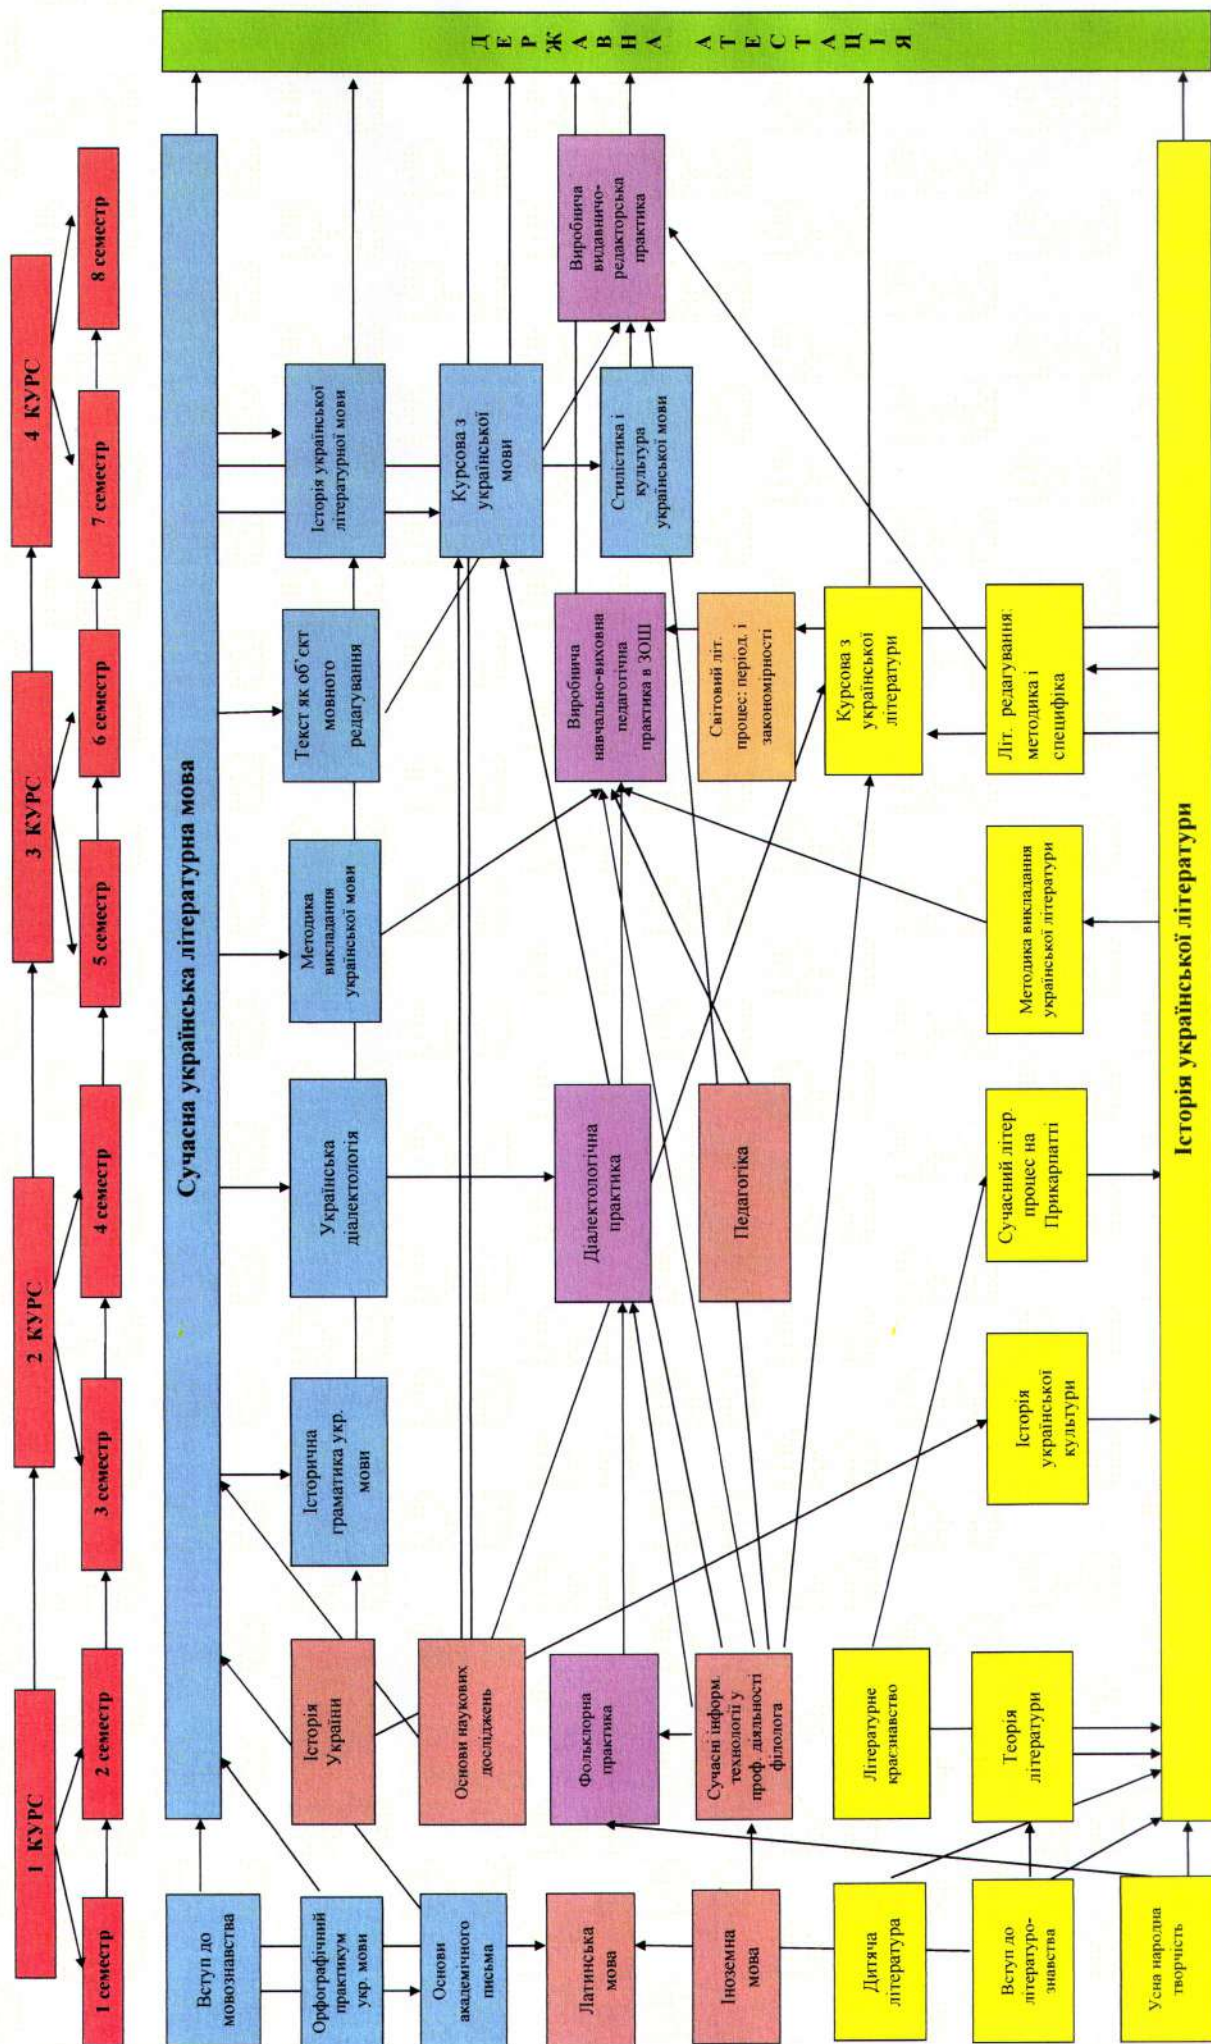 1 КУРС
2 КУРС
3 КУРС
4 КУРС
1 семестр
2 семестр
3 семестр
4 семестр
5 семестр
6 семестр
7 семестр
8 семестр
Сучасна українська літературна мова
Вступ до
мовознавства
Орфографічний
практикум
укр. мови
Основи
академічного
письма
Латинська
мова
Іноземна
мова
Дитяча
література
Вступ до
літературо-
знавства
Усна народна
творчість
Історія
України
Основи наукових
досліджень
Фольклорна
практика
Сучасні інформ.
технології у
проф. діяльності
філолога
Літературне
краєзнавство
Теорія
літератури
Історична
граматика укр.
мови
Історія
української
культури
Українська
діалектологія
Діалектологічна
практика
Педагогіка
Сучасний літер.
процес на
Прикарпатті
Методика
викладання
української мови
Методика викладання
української літератури
Текст як об’єкт
мовного
редагування
Виробнича
навчально-виховна
педагогічна
практика в ЗОШ
Світовий літ.
процес: період. і
закономірності
Курсова з
української
літератури
Літ. редагування:
методика і
специфіка
Історія української
літературної мови
Курсова з
української
мови
Стилістика і
культура
української мови
Виробнича
видавничо-
редакторська
практика
Історія української літератури
ДЕРЖАВНА АТЕСТАЦІЯ